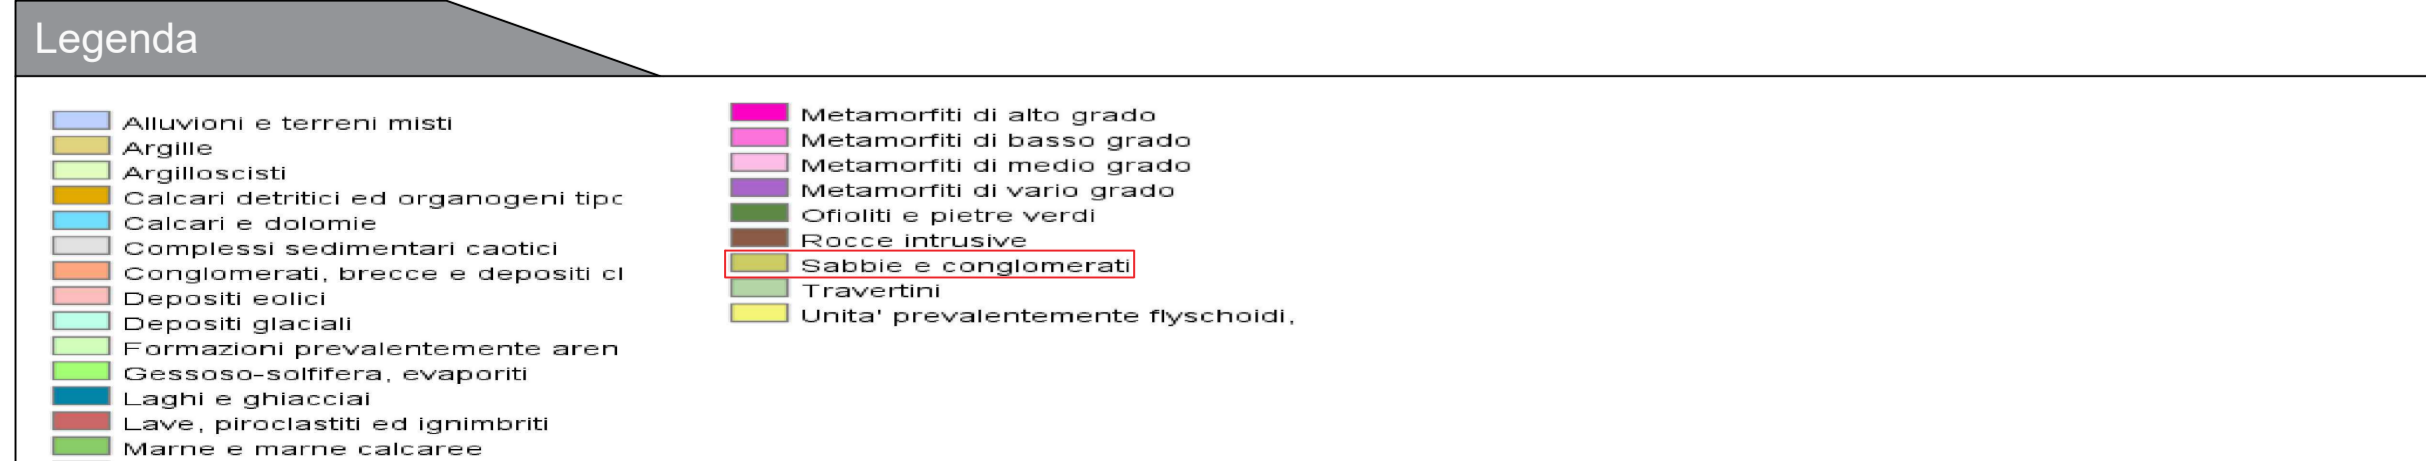 Legenda
Alluvioni e terreni misti
Argille
Argilloscisti
Calcari detritici ed organogeni tipo
Calcari e dolomie
Complessi sedimentari caotici
Conglomerati, brecce e depositi cl
Depositi eolici
Depositi glaciali
Formazioni prevalentemente aren
Gessoso-solfifera, evaporiti
Laghi e ghiacciai
Lave, piroclastiti ed ignimbriti
Marne e marne calcaree
Metamorfiti di alto grado
Metamorfiti di basso grado
Metamorfiti di medio grado
Metamorfiti di vario grado
Ofioliti e pietre verdi
Rocce intrusive
Sabbie e conglomerati
Travertini
Unita' prevalentemente flyschoidi,